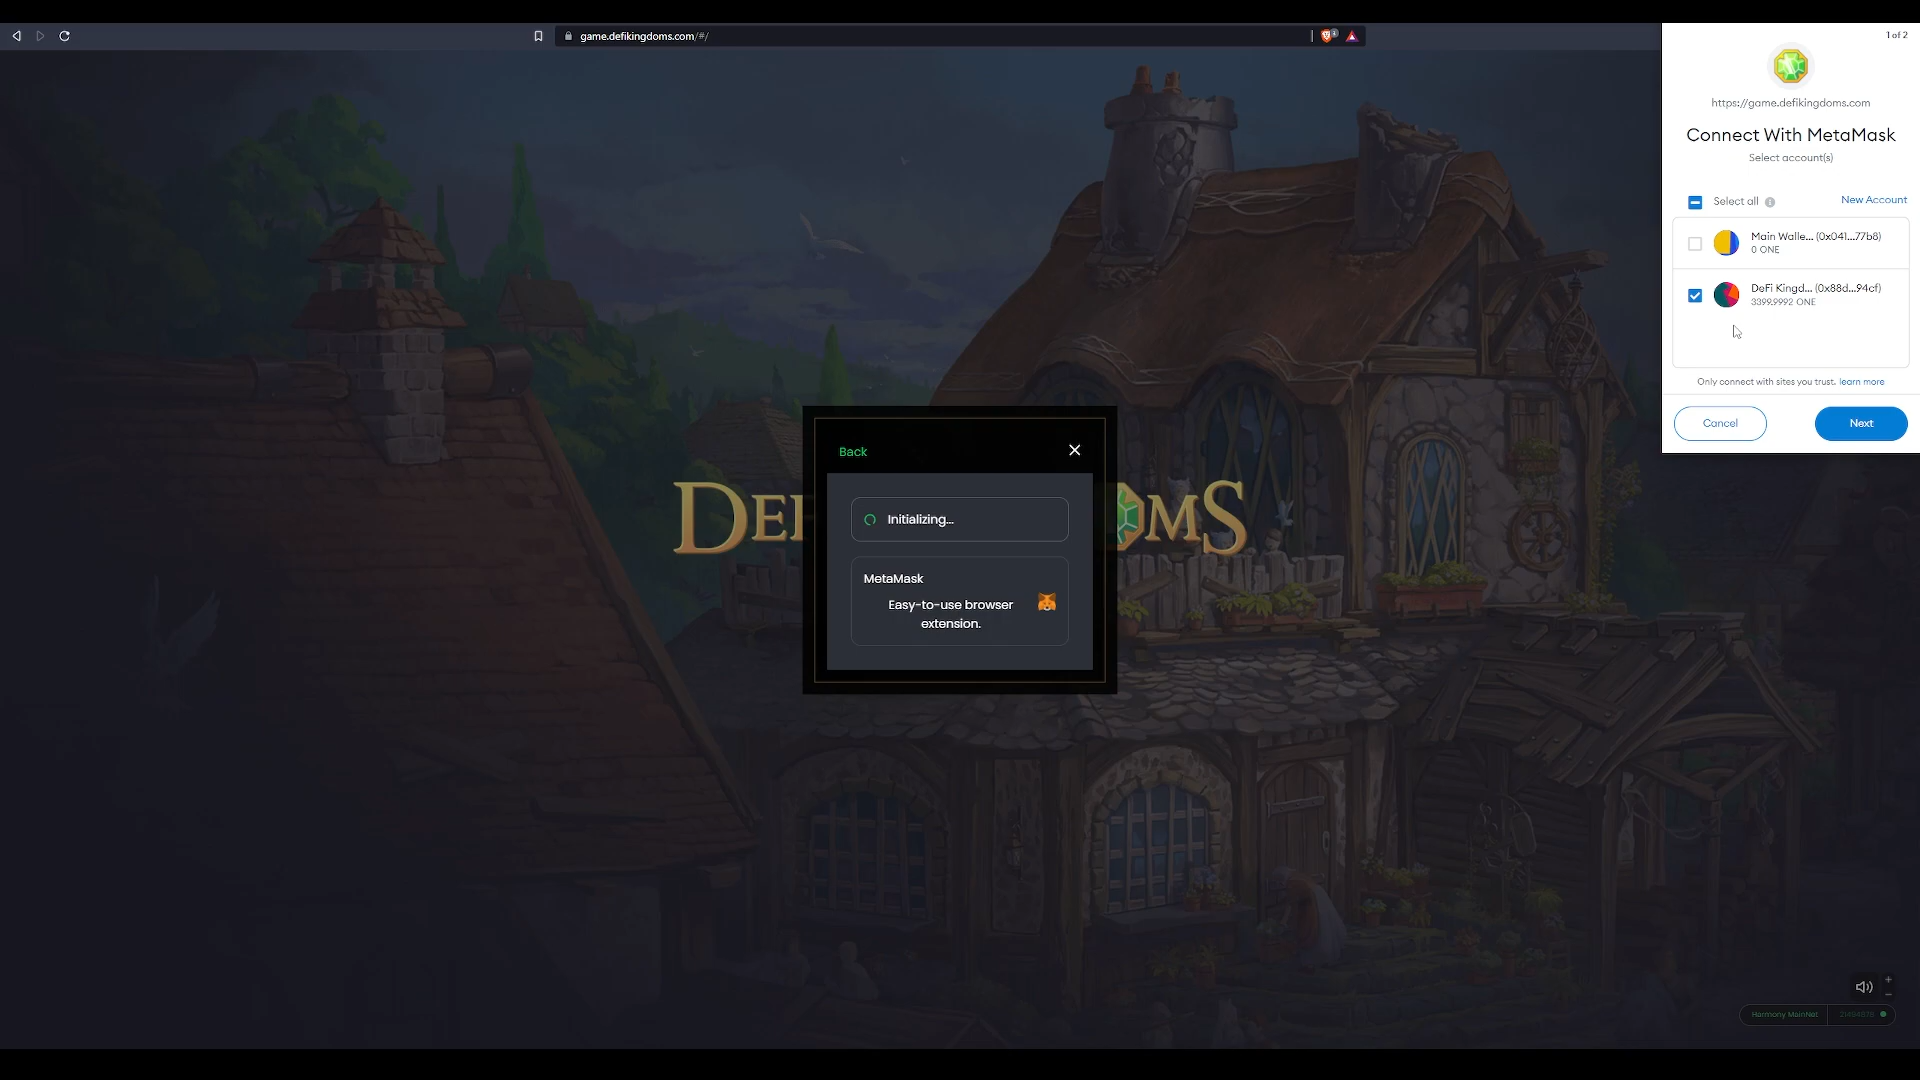 game.defikingdoms.com/#/
1 of 2
https://game.defikingdoms.com
Connect With MetaMask
Select account(s)
Select all
New Account
Main Walle... (0x041...77b8)
0 ONE
DeFi Kingd... (0x88d...94cf)
3399.9992 ONE
Only connect with sites you trust. learn more
Cancel
Next
Back
Initializing...
MetaMask
Easy-to-use browser
extension.
Harmony MainNet